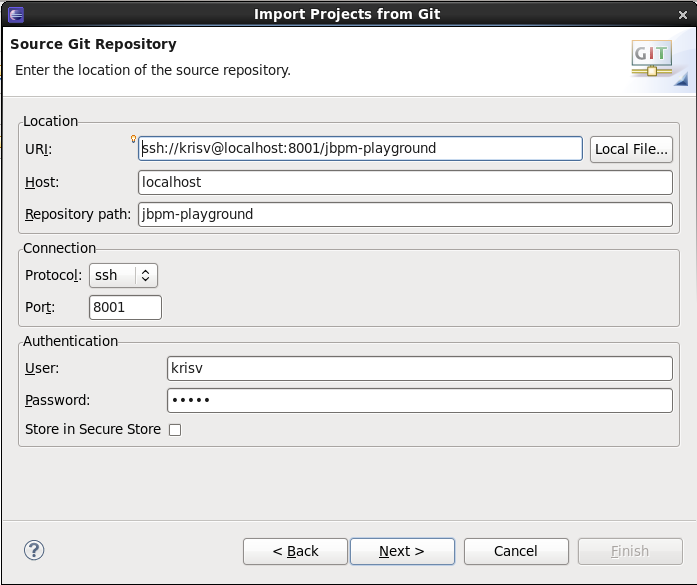 Import Projects from Git
Source Git Repository
Enter the location of the source repository.
GIT
Location
URI: ssh://krisv@localhost:8001/jbpm-playground Local File...
Host: localhost
Repository path: jbpm-playground
Connection
Protocol: ssh
Port: 8001
Authentication
User: krisv
Password: •••••
Store in Secure Store
? < Back Next > Cancel Finish